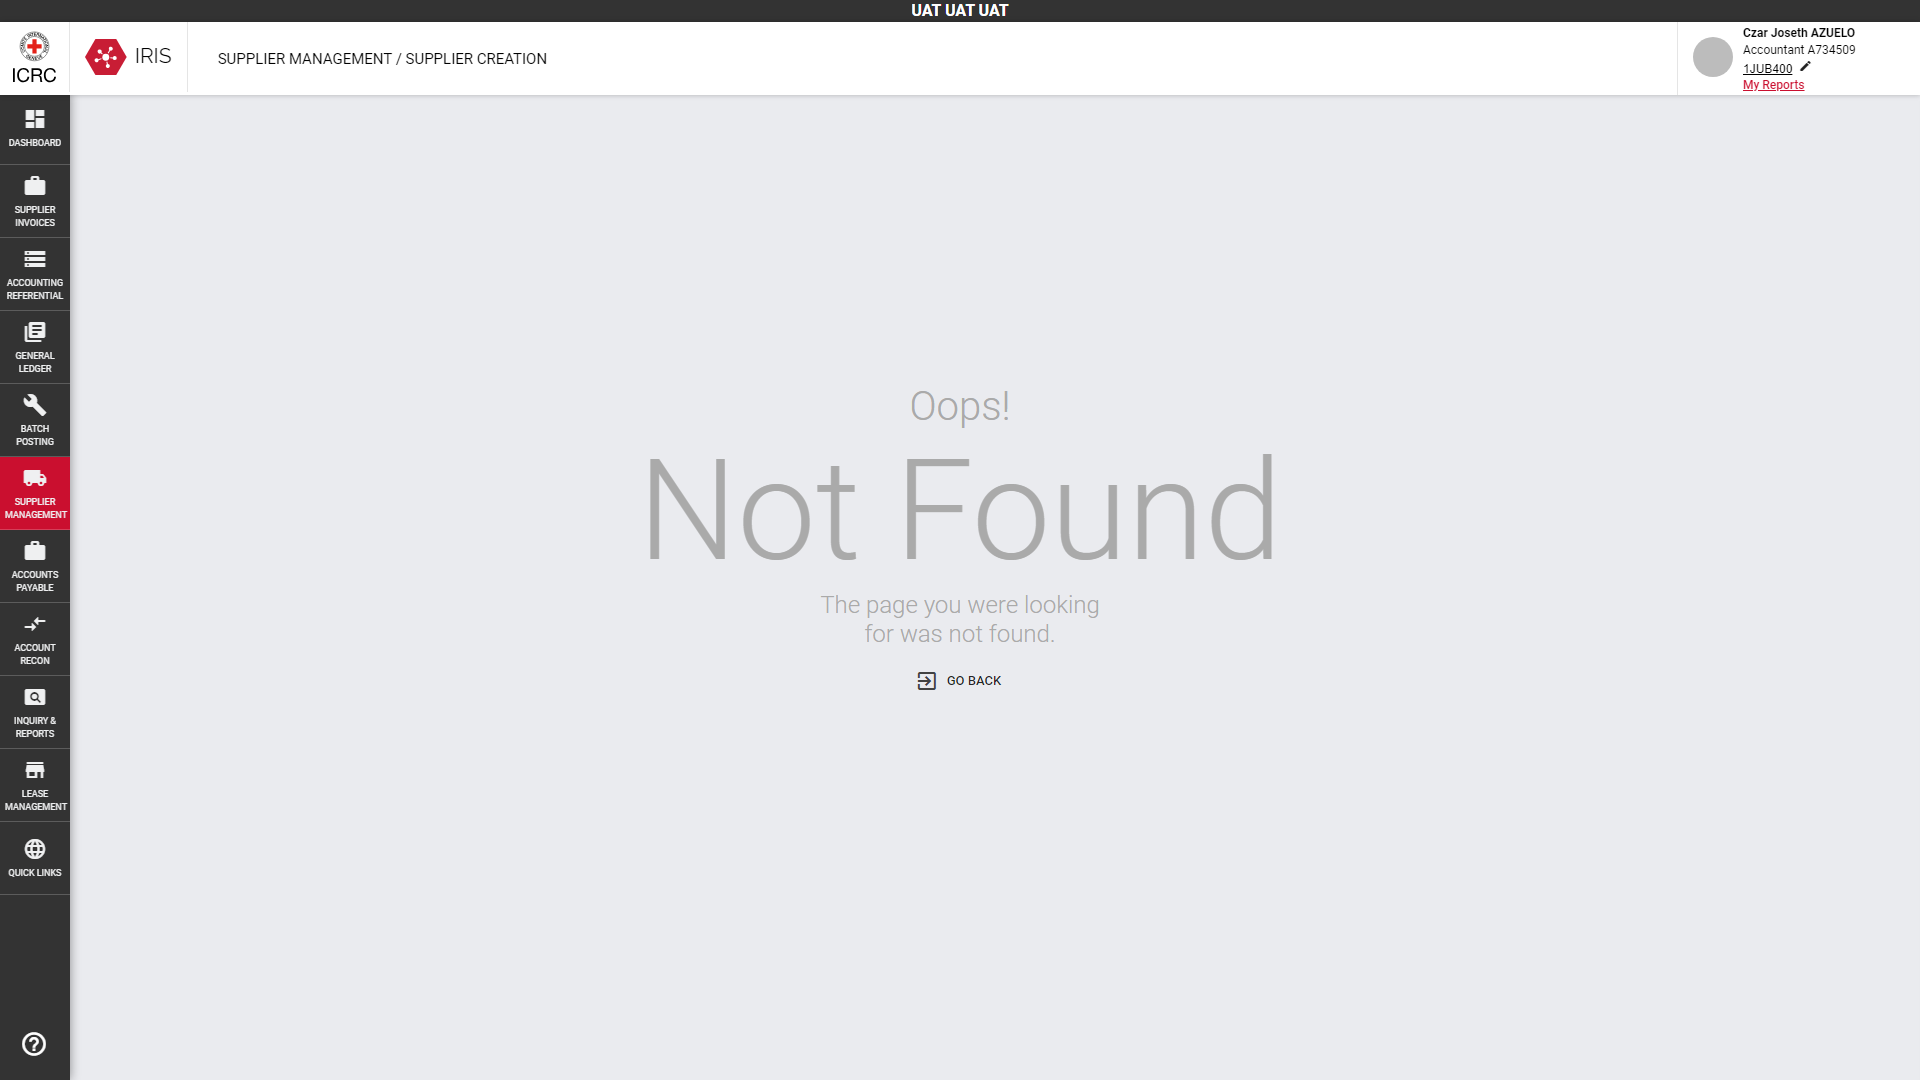 UAT UAT UAT
ICRC
IRIS
SUPPLIER MANAGEMENT / SUPPLIER CREATION
Czar Joseth AZUELO
Accountant A734509
1JUB400
My Reports
DASHBOARD
SUPPLIER
INVOICES
ACCOUNTING
REFERENTIAL
GENERAL
LEDGER
BATCH
POSTING
SUPPLIER
MANAGEMENT
ACCOUNTS
PAYABLE
ACCOUNT
RECON
INQUIRY &
REPORTS
LEASE
MANAGEMENT
QUICK LINKS
Oops!
Not Found
The page you were looking
for was not found.
GO BACK